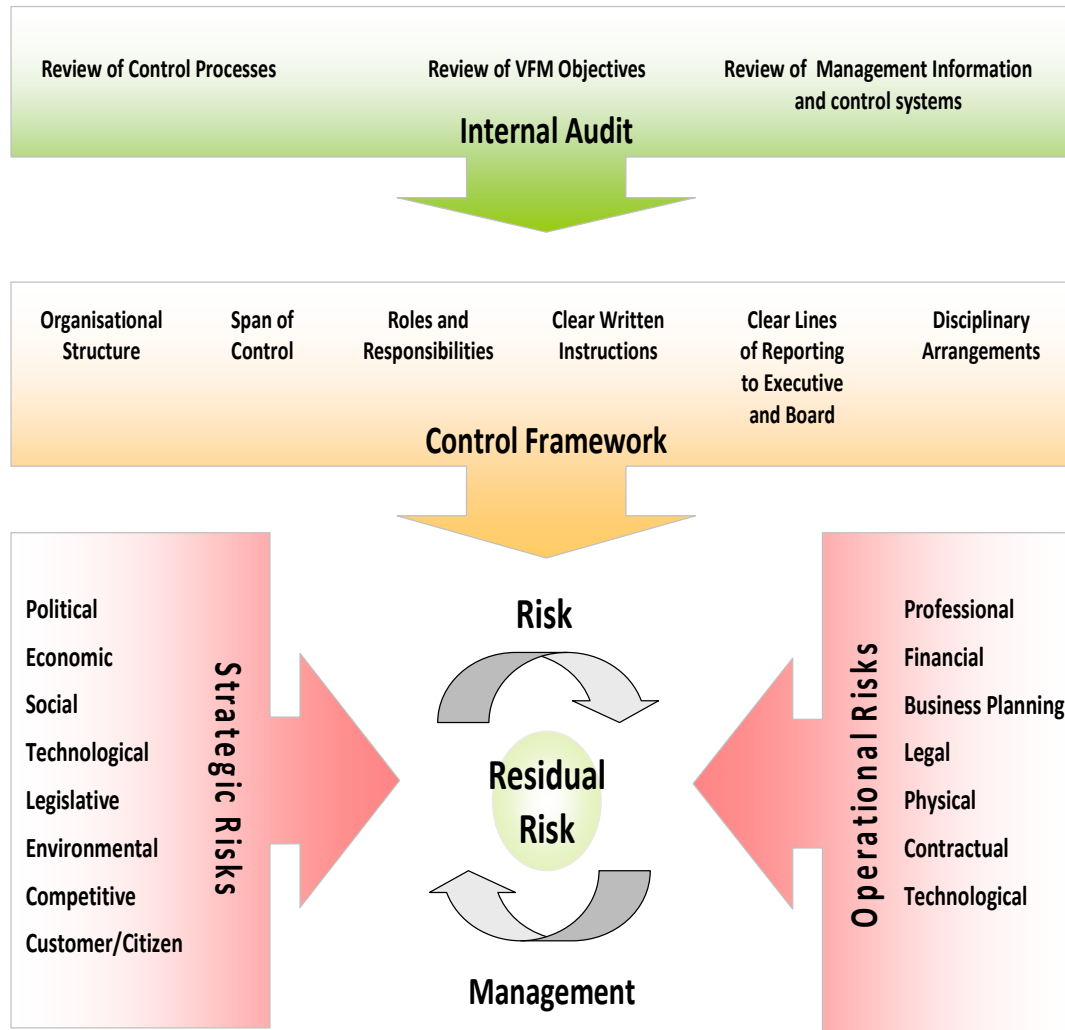 Review of Control Processes
Review of VFM Objectives
Review of Management Information
and control systems
Internal Audit
Organisational
Structure
Span of
Control
Roles and
Responsibilities
Clear Written
Instructions
Clear Lines
of Reporting
to Executive
and Board
Disciplinary
Arrangements
Control Framework
Political
Economic
Social
Technological
Legislative
Environmental
Competitive
Customer/Citizen
Strategic Risks
Risk
Residual
Risk
Management
Operational Risks
Professional
Financial
Business Planning
Legal
Physical
Contractual
Technological